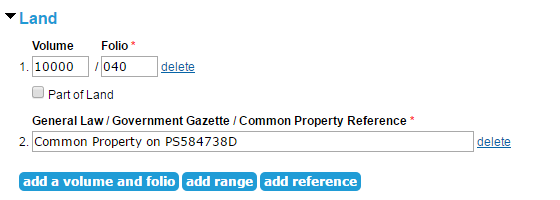 Land
Volume Folio *
1. 10000 / 040 delete
Part of Land
General Law / Government Gazette / Common Property Reference *
2. Common Property on PS584738D delete
add a volume and folio add range add reference